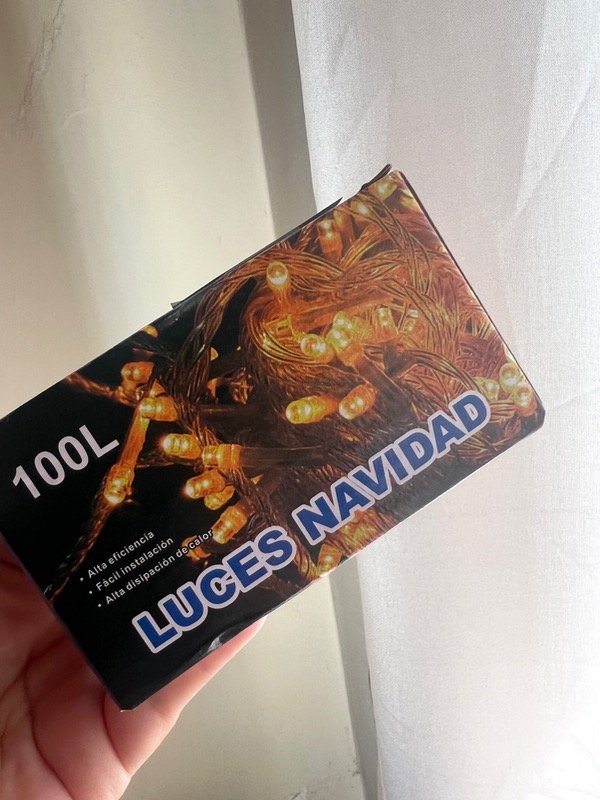 100L
• Alta eficiencia
• Fácil instalación
• Alta disipación de calor
LUCES NAVIDAD